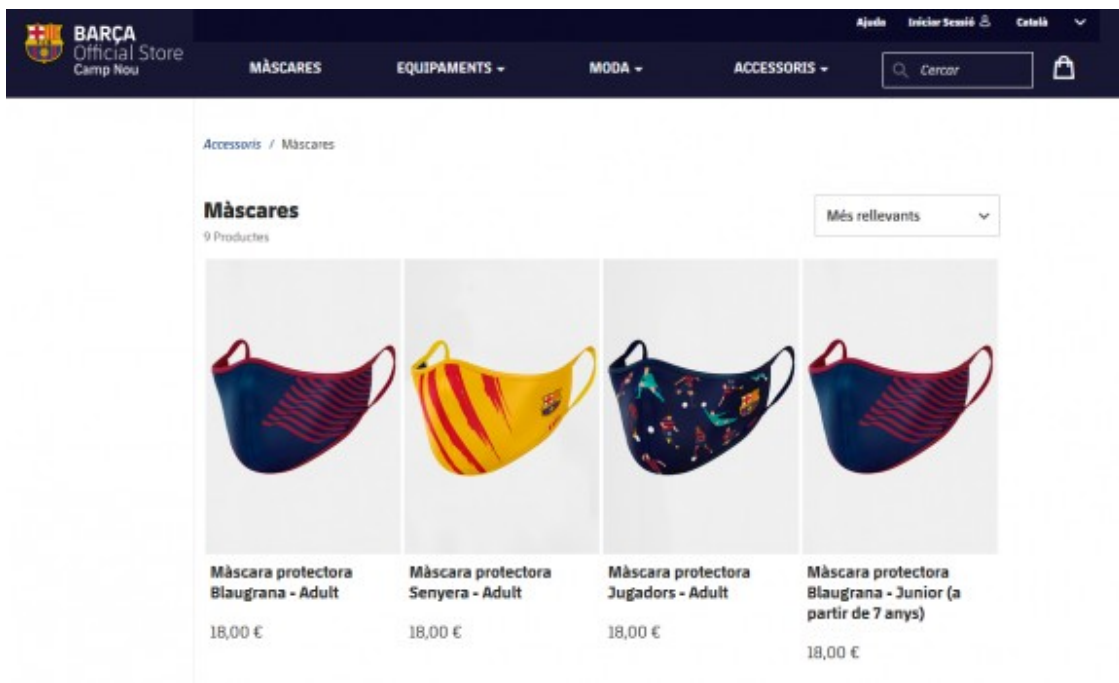 BARÇA
Official Store
Camp Nou
Ajuda Iniciar Sessió Català
MÀSCARES EQUIPAMENTS MODA ACCESSORIS Cercar
Accessoris / Màscares
Màscares
9 Productes
Més rellevants
Màscara protectora
Blaugrana - Adult
18,00 €
Màscara protectora
Senyera - Adult
18,00 €
Màscara protectora
Jugadors - Adult
18,00 €
Màscara protectora
Blaugrana - Junior (a
partir de 7 anys)
18,00 €